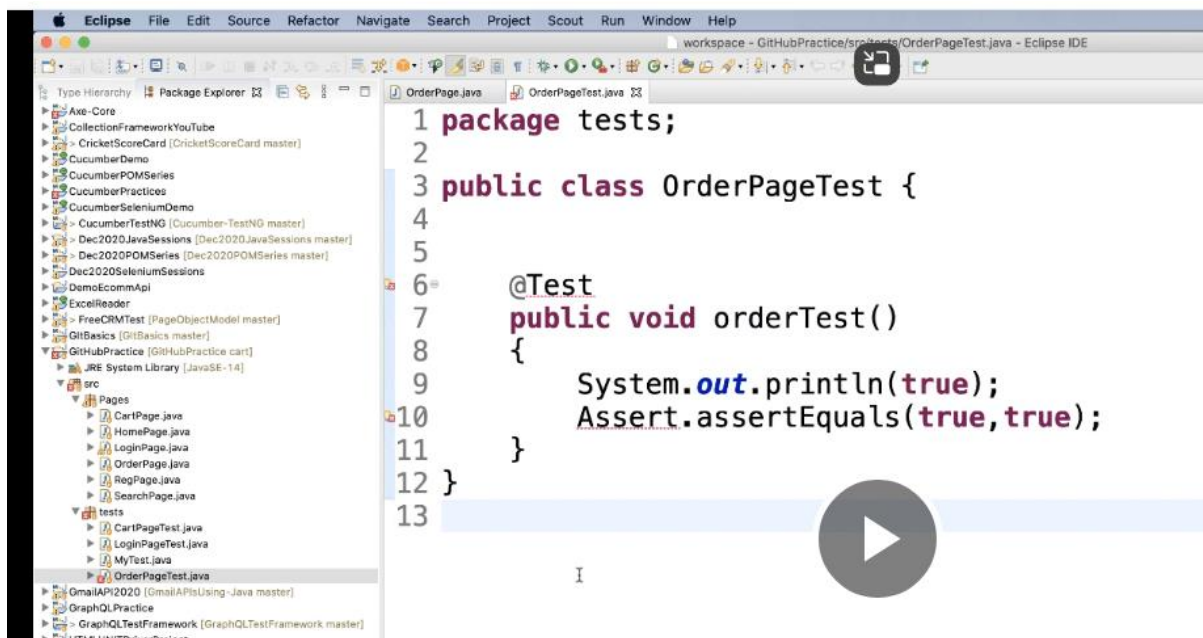 Eclipse File Edit Source Refactor Navigate Search Project Scout Run Window Help
workspace - GitHubPractice/src/tests/OrderPageTest.java - Eclipse IDE
Type Hierarchy Package Explorer OrderPage.java OrderPageTest.java
Axe-Core
CollectionFrameworkYouTube
> CricketScoreCard [CricketScoreCard master]
CucumberDemo
CucumberPOMSeries
CucumberPractices
CucumberSeleniumDemo
> CucumberTestNG [Cucumber-TestNG master]
> Dec2020JavaSessions [Dec2020JavaSessions master]
> Dec2020POMSeries [Dec2020POMSeries master]
Dec2020SeleniumSessions
DemoEcommApi
ExcelReader
> FreeCRMTest [PageObjectModel master]
GitBasics [GitBasics master]
GitHubPractice [GitHubPractice cart]
JRE System Library [JavaSE-14]
src
Pages
CartPage.java
HomePage.java
LoginPage.java
OrderPage.java
RegPage.java
SearchPage.java
tests
CartPageTest.java
LoginPageTest.java
MyTest.java
OrderPageTest.java
GmailAPI2020 [GmailAPIsUsing-Java master]
GraphQLPractice
> GraphQLTestFramework [GraphQLTestFramework master]
1 package tests;
2
3 public class OrderPageTest {
4
5
6 @Test
7 public void orderTest()
8 {
9 System.out.println(true);
10 Assert.assertEquals(true,true);
11 }
12 }
13